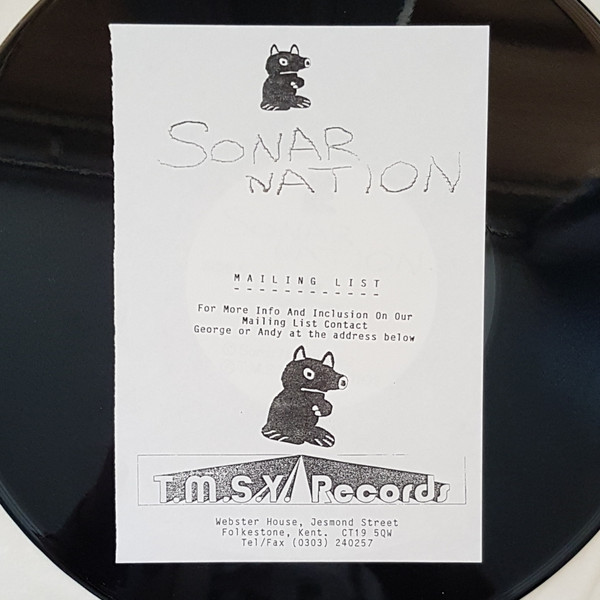 SONAR
NATION
MAILING LIST
For More Info And Inclusion On Our
Mailing List Contact
George or Andy at the address below
T.M.S.Y. Records
Webster House, Jesmond Street
Folkestone, Kent. CT19 5QW
Tel/Fax (0303) 240257